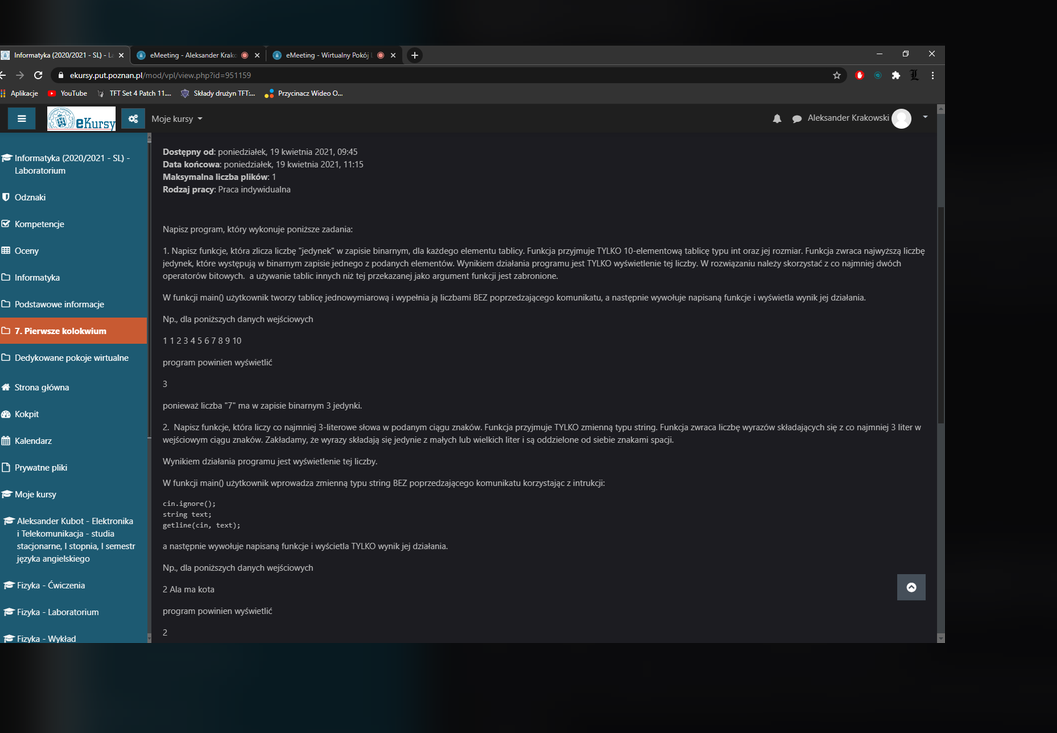 Informatyka (2020/2021 - SL) - L
eMeeting - Aleksander Krako
eMeeting - Wirtualny Pokój
ekursy.put.poznan.pl/mod/vpl/view.php?id=951159
Aplikacje
YouTube
TFT Set 4 Patch 11....
Składy drużyn TFT:...
Przycinacz Wideo O...
eKursy
Moje kursy
Aleksander Krakowski
Informatyka (2020/2021 - SL) -
Laboratorium
Odznaki
Kompetencje
Oceny
Informatyka
Podstawowe informacje
7. Pierwsze kolokwium
Dedykowane pokoje wirtualne
Strona główna
Kokpit
Kalendarz
Prywatne pliki
Moje kursy
Aleksander Kubot - Elektronika
i Telekomunikacja - studia
stacjonarne, I stopnia, I semestr
języka angielskiego
Fizyka - Ćwiczenia
Fizyka - Laboratorium
Fizyka - Wykład
Dostępny od: poniedziałek, 19 kwietnia 2021, 09:45
Data końcowa: poniedziałek, 19 kwietnia 2021, 11:15
Maksymalna liczba plików: 1
Rodzaj pracy: Praca indywidualna
Napisz program, który wykonuje poniższe zadania:
1. Napisz funkcje, która zlicza liczbę "jedynek" w zapisie binarnym, dla każdego elementu tablicy. Funkcja przyjmuje TYLKO 10-elementową tablicę typu int oraz jej rozmiar. Funkcja zwraca najwyższą liczbę
jedynek, które występują w binarnym zapisie jednego z podanych elementów. Wynikiem działania programu jest TYLKO wyświetlenie tej liczby. W rozwiązaniu należy skorzystać z co najmniej dwóch
operatorów bitowych. a używanie tablic innych niż tej przekazanej jako argument funkcji jest zabronione.
W funkcji main() użytkownik tworzy tablicę jednowymiarową i wypełnia ją liczbami BEZ poprzedzającego komunikatu, a następnie wywołuje napisaną funkcje i wyświetla wynik jej działania.
Np., dla poniższych danych wejściowych
1 1 2 3 4 5 6 7 8 9 10
program powinien wyświetlić
3
ponieważ liczba "7" ma w zapisie binarnym 3 jedynki.
2. Napisz funkcje, która liczy co najmniej 3-literowe słowa w podanym ciągu znaków. Funkcja przyjmuje TYLKO zmienną typu string. Funkcja zwraca liczbę wyrazów składających się z co najmniej 3 liter w
wejściowym ciągu znaków. Zakładamy, że wyrazy składają się jedynie z małych lub wielkich liter i są oddzielone od siebie znakami spacji.
Wynikiem działania programu jest wyświetlenie tej liczby.
W funkcji main() użytkownik wprowadza zmienną typu string BEZ poprzedzającego komunikatu korzystając z intrukcji:
cin.ignore();
string text;
getline(cin, text);
a następnie wywołuje napisaną funkcje i wyścietla TYLKO wynik jej działania.
Np., dla poniższych danych wejściowych
2 Ala ma kota
program powinien wyświetlić
2